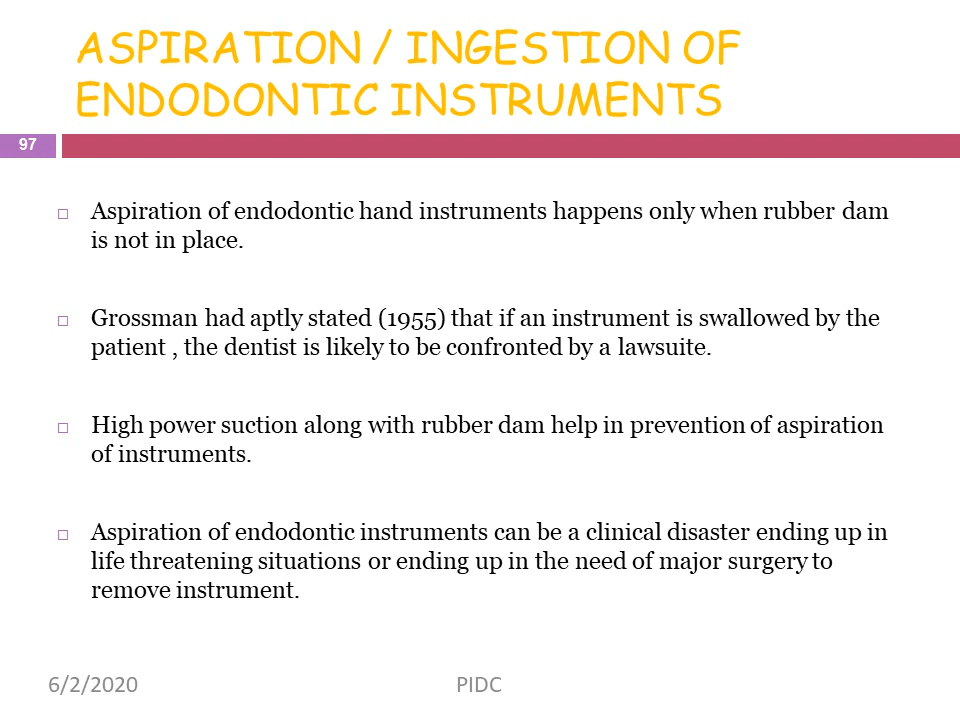 ASPIRATION / INGESTION OF
ENDODONTIC INSTRUMENTS
97
Aspiration of endodontic hand instruments happens only when rubber dam
is not in place.
Grossman had aptly stated (1955) that if an instrument is swallowed by the
patient , the dentist is likely to be confronted by a lawsuite.
High power suction along with rubber dam help in prevention of aspiration
of instruments.
Aspiration of endodontic instruments can be a clinical disaster ending up in
life threatening situations or ending up in the need of major surgery to
remove instrument.
6/2/2020 PIDC